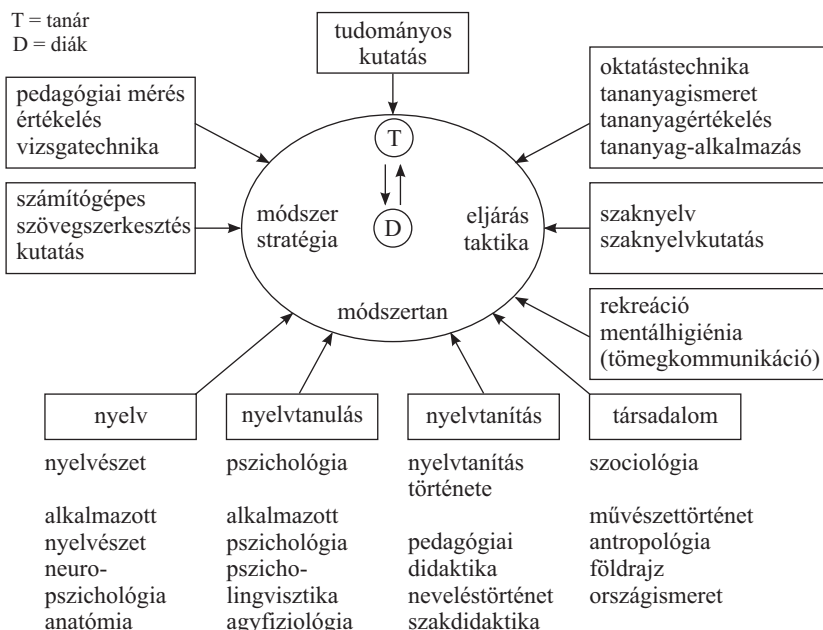 T = tanár
D = diák
tudományos
kutatás
pedagógiai mérés
értékelés
vizsgatechnika
oktatástechnika
tananyagismeret
tananyagértékelés
tananyag-alkalmazás
T
számítógépes
szövegszerkesztés
kutatás
módszer
stratégia
D
eljárás
taktika
szaknyelv
szaknyelvkutatás
módszertan
rekreáció
mentálhigiénia
(tömegkommunikáció)
nyelv
nyelvészet
alkalmazott
nyelvészet
neuro-
pszichológia
anatómia
nyelvtanulás
pszichológia
alkalmazott
pszichológia
pszicho-
lingvisztika
agyfiziológia
nyelvtanítás
nyelvtanítás
története
pedagógiai
didaktika
neveléstörténet
szakdidaktika
társadalom
szociológia
művészettörténet
antropológia
földrajz
országismeret